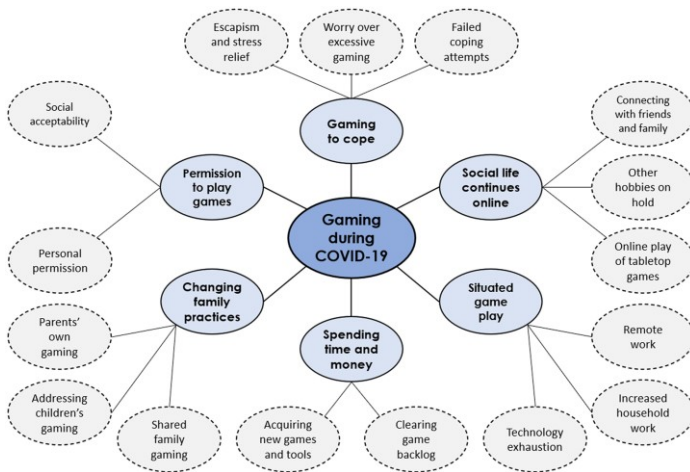 Escapism
and stress
relief
Worry over
excessive
gaming
Failed
coping
attempts
Social
acceptability
Gaming
to cope
Connecting
with friends
and family
Permission
to play
games
Social life
continues
online
Other
hobbies on
hold
Gaming
during
COVID-19
Personal
permission
Online play
of tabletop
games
Changing
family
practices
Situated
game
play
Parents'
own
gaming
Spending
time and
money
Remote
work
Addressing
children's
gaming
Shared
family
gaming
Acquiring
new games
and tools
Clearing
game
backlog
Technology
exhaustion
Increased
household
work